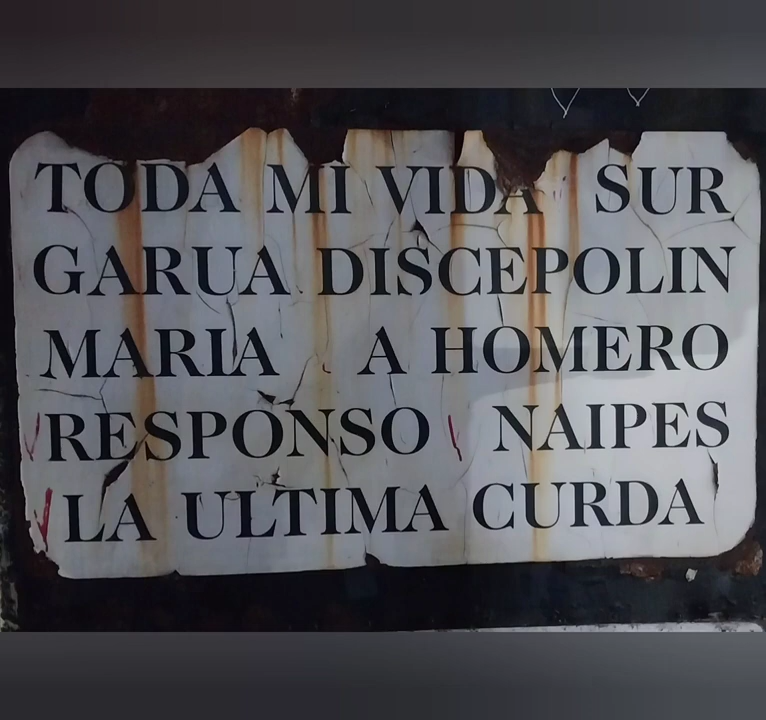 TODA MI VIDA SUR
GARUA DISCEPOLIN
MARIA A HOMERO
RESPONSO NAIPES
LA ULTIMA CURDA